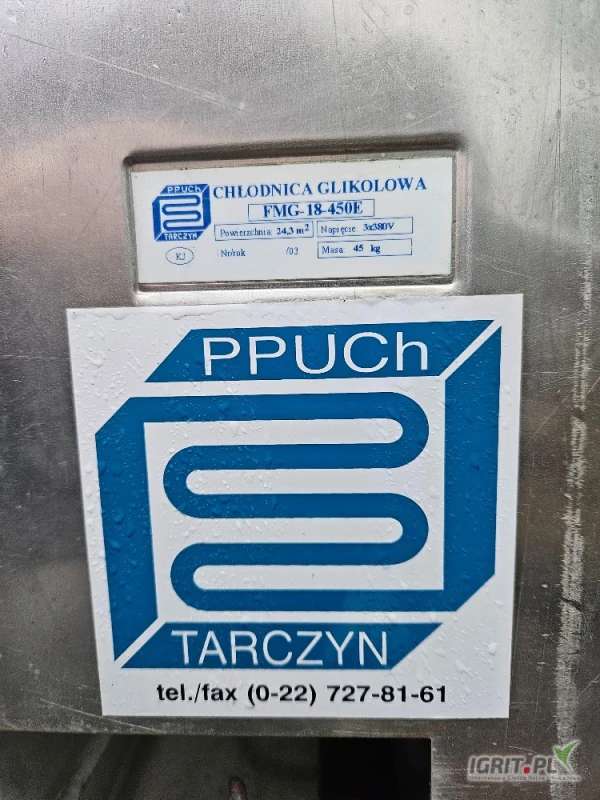 PPUCh
TARCZYN
CHŁODNICA GLIKOLOWA
FMG-18-450E
Powierzchnia 24,3 m² Napięcie 3x380V
KJ Nr/rok /03 Masa 45 kg
PPUCh
TARCZYN
tel./fax (0-22) 727-81-61
IGRIT.PL